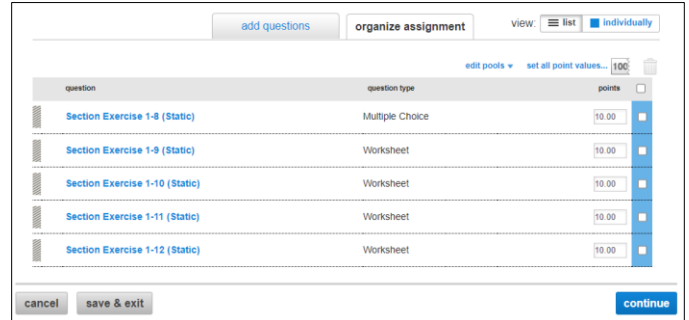 add questions organize assignment view: list individually
edit pools set all point values... 100
question question type points
Section Exercise 1-8 (Static) Multiple Choice 10.00
Section Exercise 1-9 (Static) Worksheet 10.00
Section Exercise 1-10 (Static) Worksheet 10.00
Section Exercise 1-11 (Static) Worksheet 10.00
Section Exercise 1-12 (Static) Worksheet 10.00
cancel save & exit continue